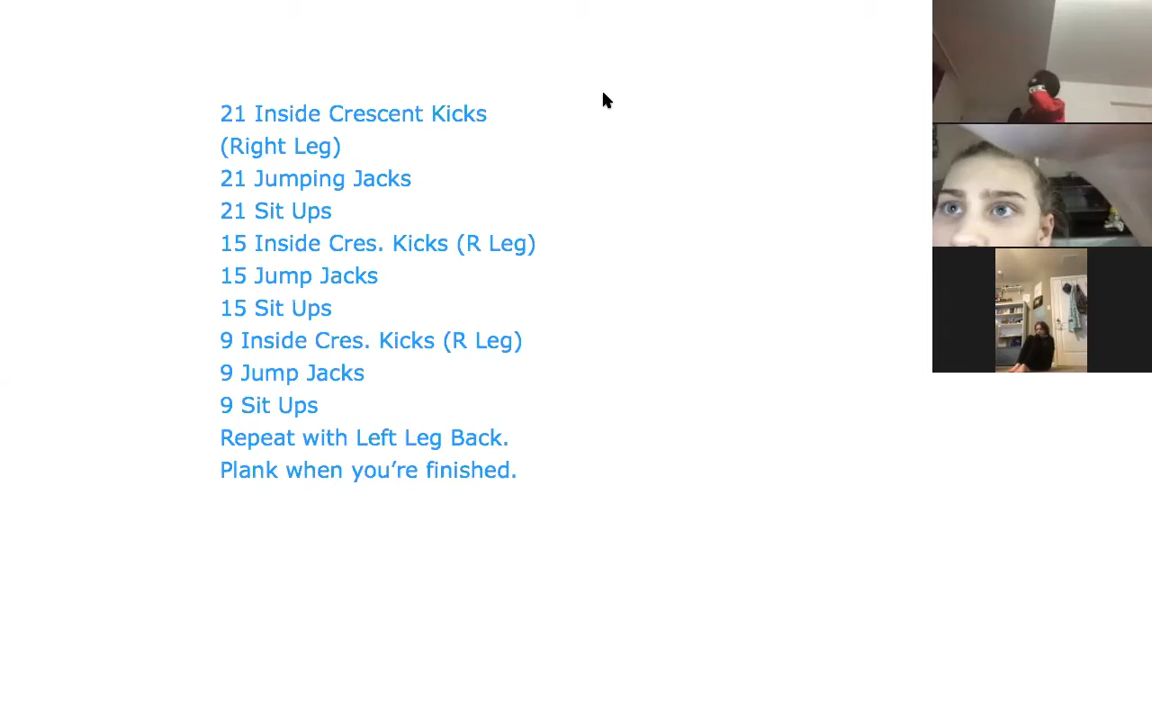 21 Inside Crescent Kicks
(Right Leg)
21 Jumping Jacks
21 Sit Ups
15 Inside Cres. Kicks (R Leg)
15 Jump Jacks
15 Sit Ups
9 Inside Cres. Kicks (R Leg)
9 Jump Jacks
9 Sit Ups
Repeat with Left Leg Back.
Plank when you’re finished.